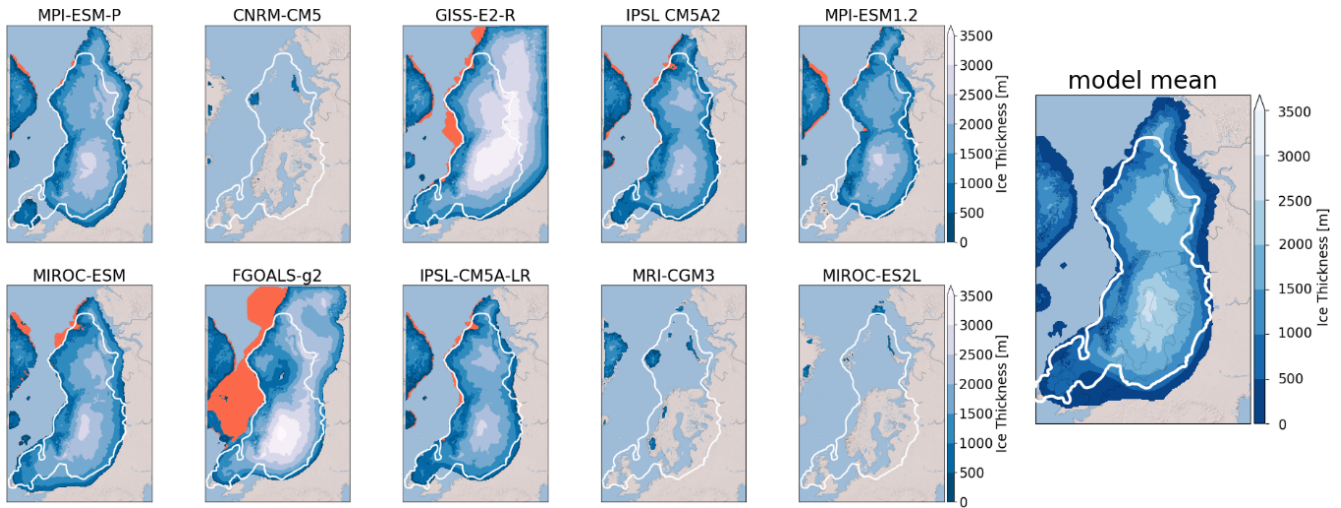 MPI-ESM-P
CNRM-CM5
GISS-E2-R
IPSL CM5A2
MPI-ESM1.2
3500
3000
2500
2000
1500
1000
500
0
Ice Thickness [m]
MIROC-ESM
FGOALS-g2
IPSL-CM5A-LR
MRI-CGM3
MIROC-ES2L
3500
3000
2500
2000
1500
1000
500
0
Ice Thickness [m]
model mean
3500
3000
2500
2000
1500
1000
500
0
Ice Thickness [m]